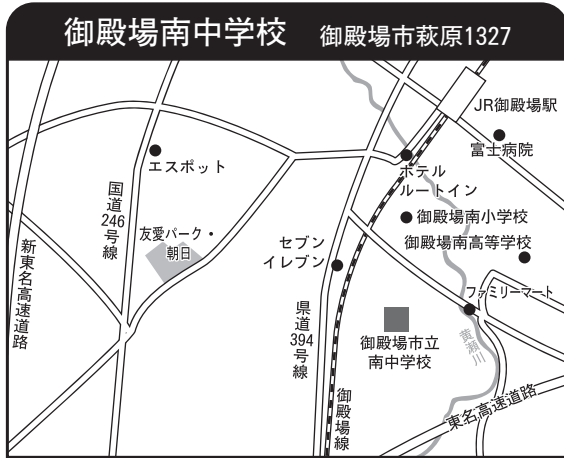 御殿場南中学校 御殿場市萩原1327
JR御殿場駅
富士病院
エスポット
ホテル
ルートイン
国道246号線
友愛パーク・
朝日
御殿場南小学校
セブン
イレブン
御殿場南高等学校
新東名高速道路
ファミリーマート
県道394号線
御殿場市立
南中学校
黄瀬川
御殿場線
東名高速道路